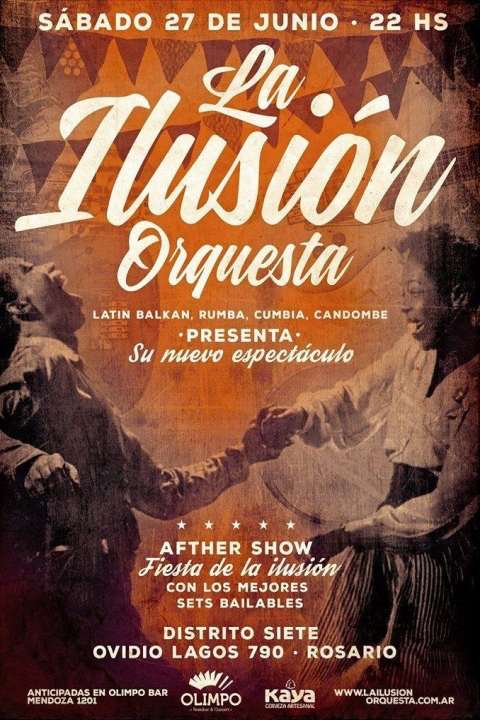 SÁBADO 27 DE JUNIO · 22 HS
La
Ilusión
Orquesta
LATIN BALKAN, RUMBA, CUMBIA, CANDOMBE
·PRESENTA·
Su nuevo espectáculo
AFTHER SHOW
Fiesta de la ilusión
CON LOS MEJORES
SETS BAILABLES
DISTRITO SIETE
OVIDIO LAGOS 790 · ROSARIO
ANTICIPADAS EN OLIMPO BAR
MENDOZA 1201
OLIMPO
Kaya
CERVEZA ARTESANAL
WWW.LAILUSION
ORQUESTA.COM.AR